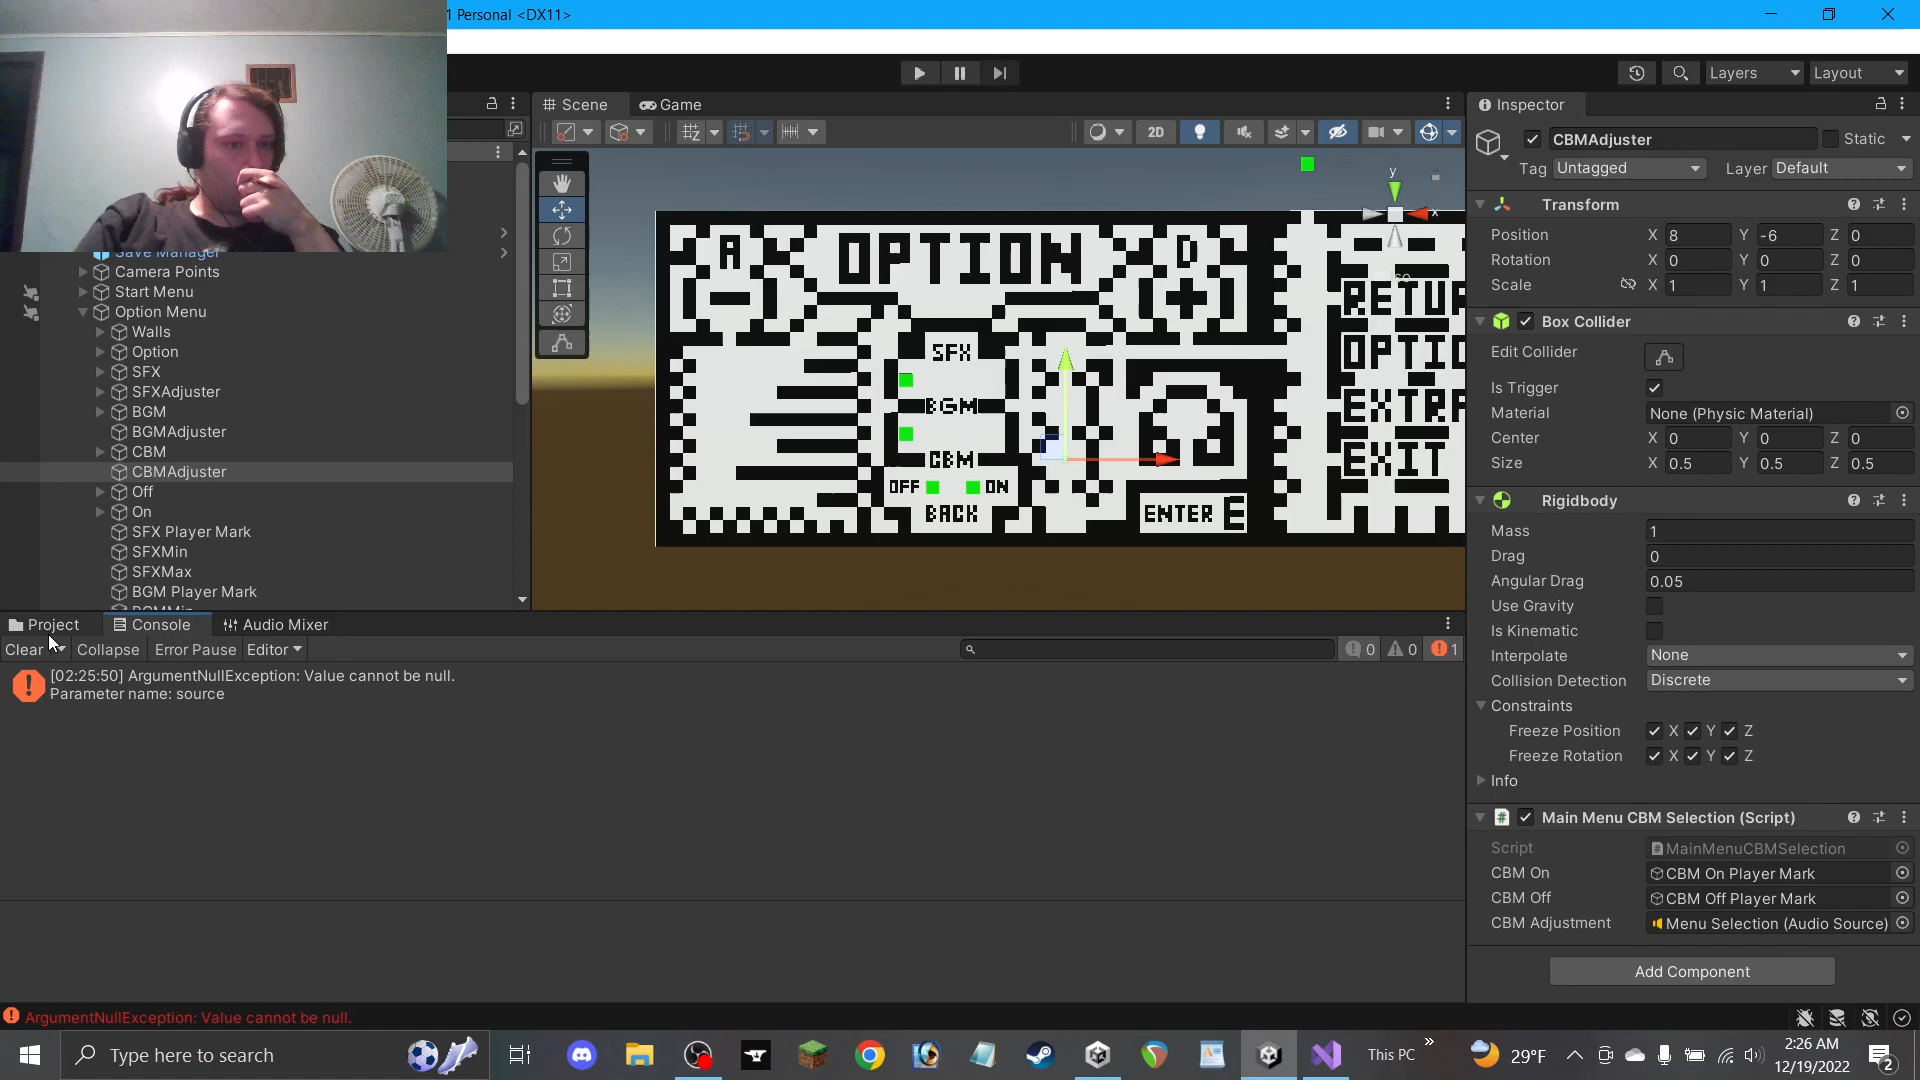 1 Personal <DX11>
Layers
Layout
Scene
Game
Inspector
2D
CBMAdjuster
Static
Tag Untagged
Layer Default
Transform
Position X 8 Y -6 Z 0
Rotation X 0 Y 0 Z 0
Scale X 1 Y 1 Z 1
Box Collider
Edit Collider
Is Trigger
Material None (Physic Material)
Center X 0 Y 0 Z 0
Size X 0.5 Y 0.5 Z 0.5
Rigidbody
Mass 1
Drag 0
Angular Drag 0.05
Use Gravity
Is Kinematic
Interpolate None
Collision Detection Discrete
Constraints
Freeze Position X Y Z
Freeze Rotation X Y Z
Info
Main Menu CBM Selection (Script)
Script MainMenuCBMSelection
CBM On CBM On Player Mark
CBM Off CBM Off Player Mark
CBM Adjustment Menu Selection (Audio Source)
Add Component
Save Manager
Camera Points
Start Menu
Option Menu
Walls
Option
SFX
SFXAdjuster
BGM
BGMAdjuster
CBM
CBMAdjuster
Off
On
SFX Player Mark
SFXMin
SFXMax
BGM Player Mark
BGMMin
y
x
A
OPTION
D
SFX
BGM
CBM
OFF
ON
BACK
ENTER E
RETUR
OPTIO
EXTRA
EXIT
Project
Console
Audio Mixer
Clear
Collapse
Error Pause
Editor
0
0
1
[02:25:50] ArgumentNullException: Value cannot be null.
Parameter name: source
ArgumentNullException: Value cannot be null.
Type here to search
This PC
29°F
2:26 AM
12/19/2022
2